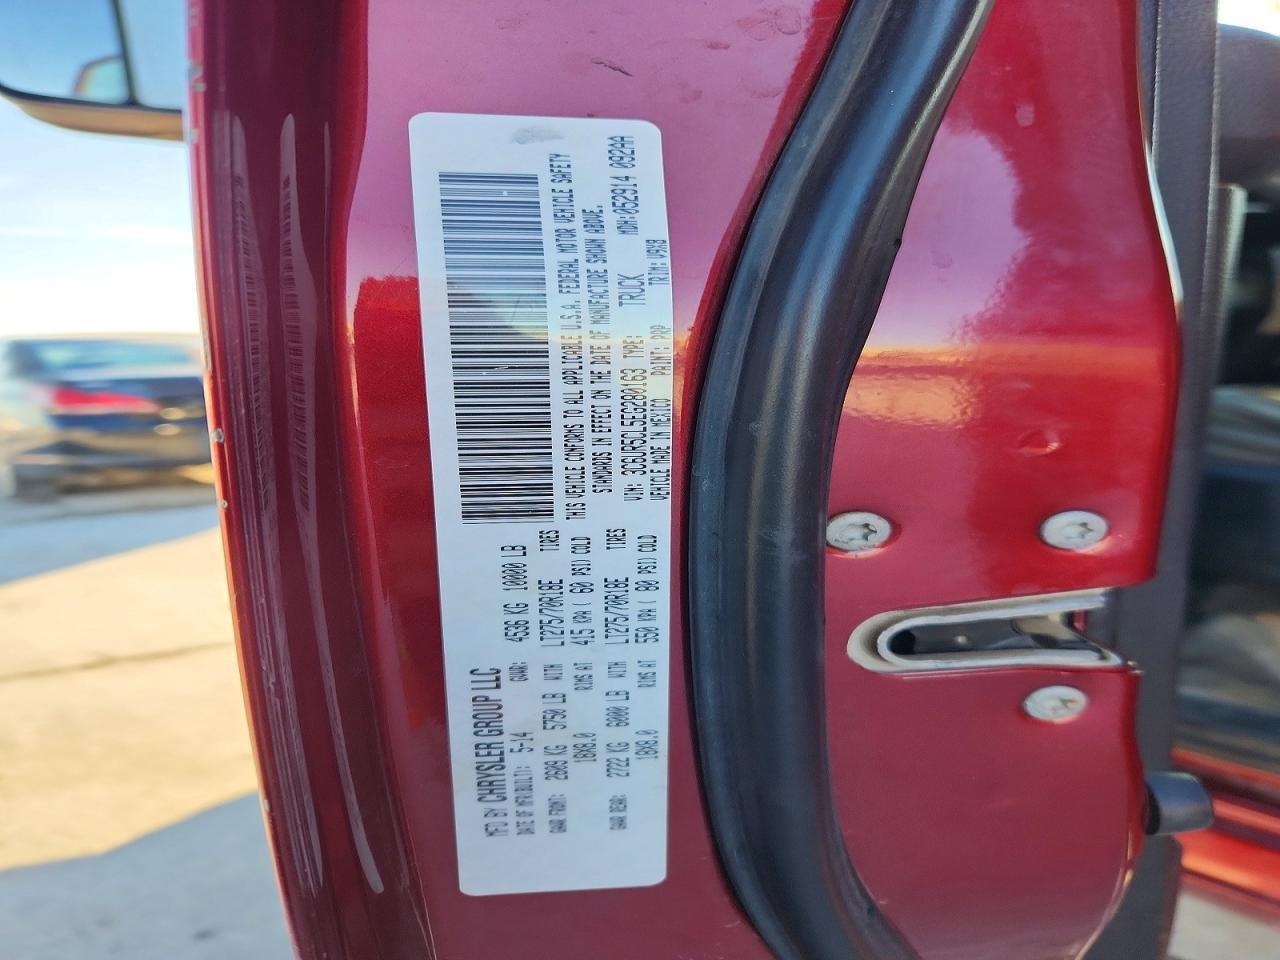 MFD BY CHRYSLER GROUP LLC
DATE OF MFR(BUILT): 5-14 GVWR: 4536 KG 10000 LB
GAWR FRONT: 2609 KG 5750 LB WITH LT275/70R18E TIRES
18X8.0 RIMS AT 415 KPA ( 60 PSI) COLD
GAWR REAR: 2722 KG 6000 LB WITH LT275/70R18E TIRES
18X8.0 RIMS AT 550 KPA ( 80 PSI) COLD
THIS VEHICLE CONFORMS TO ALL APPLICABLE U.S.A. FEDERAL MOTOR VEHICLE SAFETY
STANDARDS IN EFFECT ON THE DATE OF MANUFACTURE SHOWN ABOVE.
VIN: 3C6UR5CL5EG280163 TYPE: TRUCK MDH:052914 092AA
VEHICLE MADE IN MEXICO PAINT: PRP TRIM: V9X8